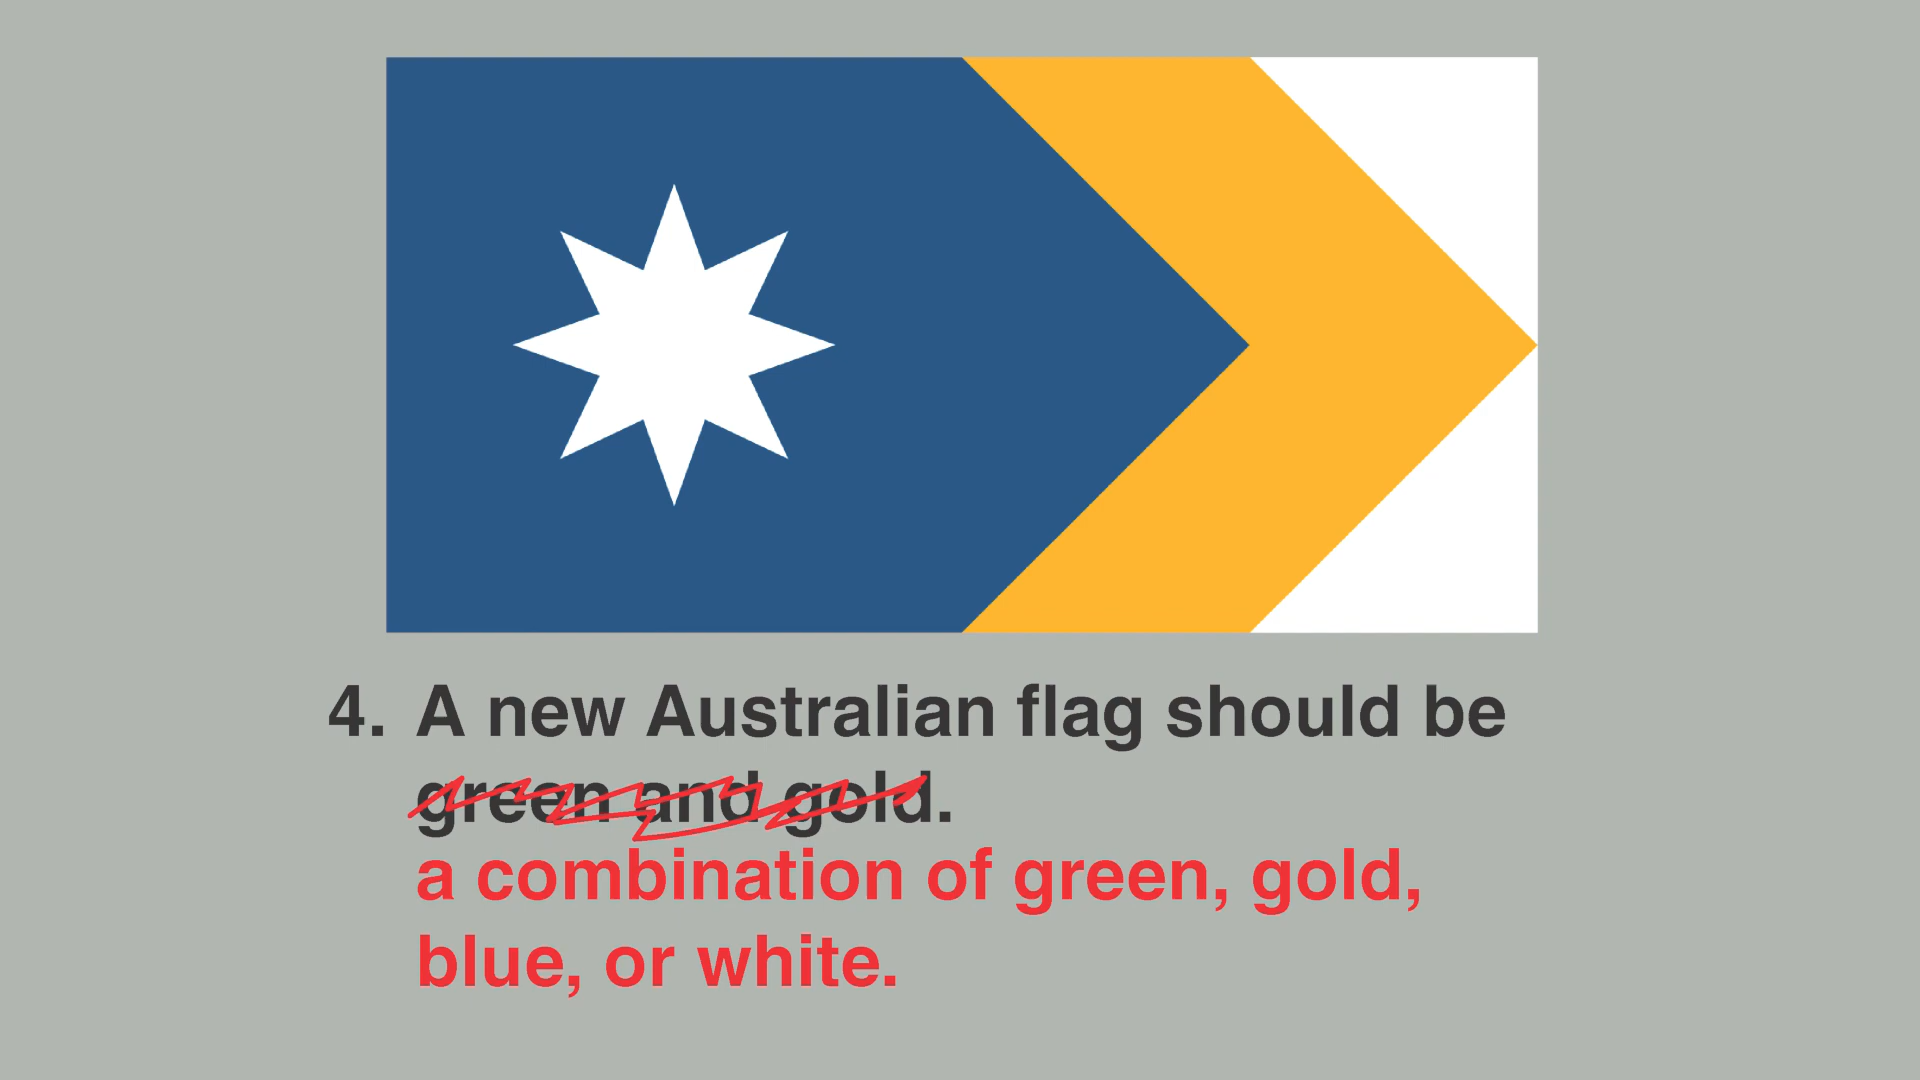 4. A new Australian flag should be
green and gold.
a combination of green, gold,
blue, or white.